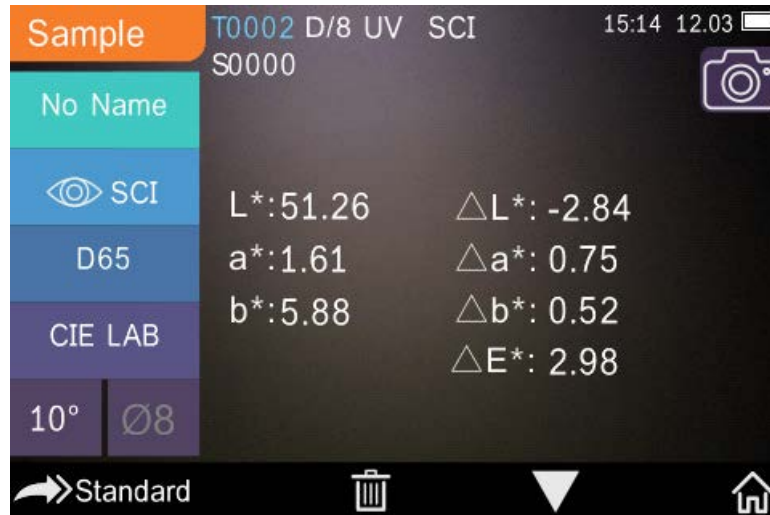 Sample
T0002 D/8 UV SCI 15:14 12.03
S0000
No Name
SCI
D65
CIE LAB
10° Ø8
L*:51.26 △L*: -2.84
a*:1.61 △a*: 0.75
b*:5.88 △b*: 0.52
△E*: 2.98
Standard